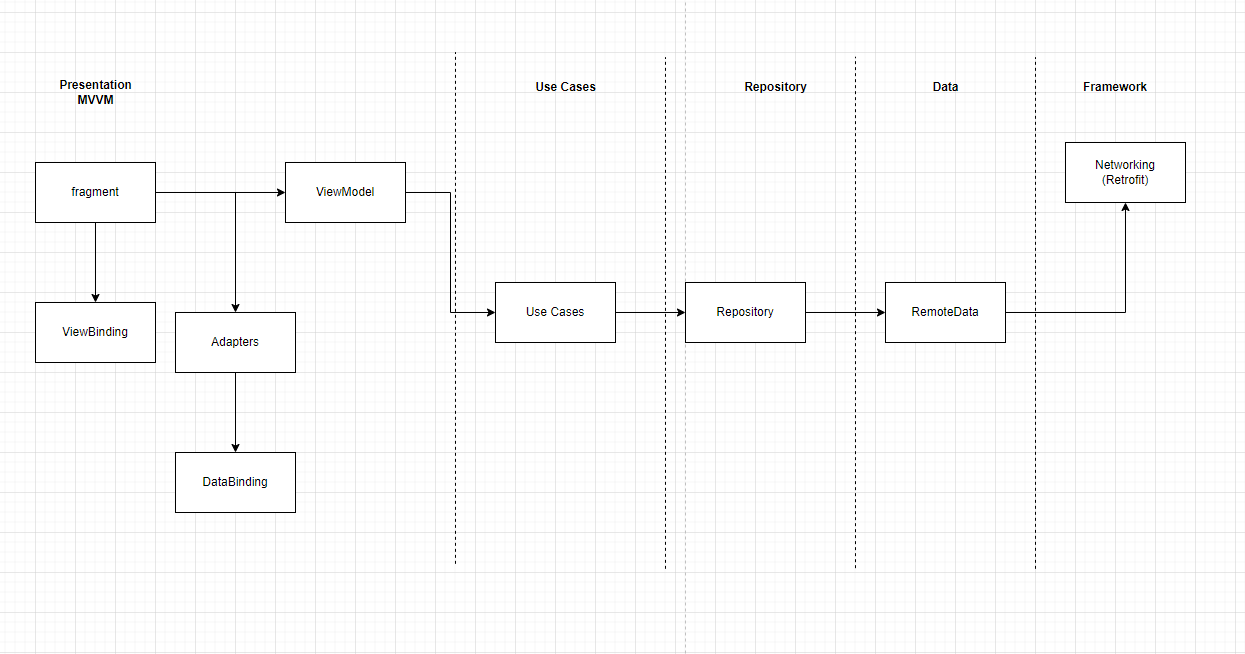 Presentation
MVVM
Use Cases
Repository
Data
Framework
Networking
(Retrofit)
fragment
ViewModel
ViewBinding
Adapters
Use Cases
Repository
RemoteData
DataBinding